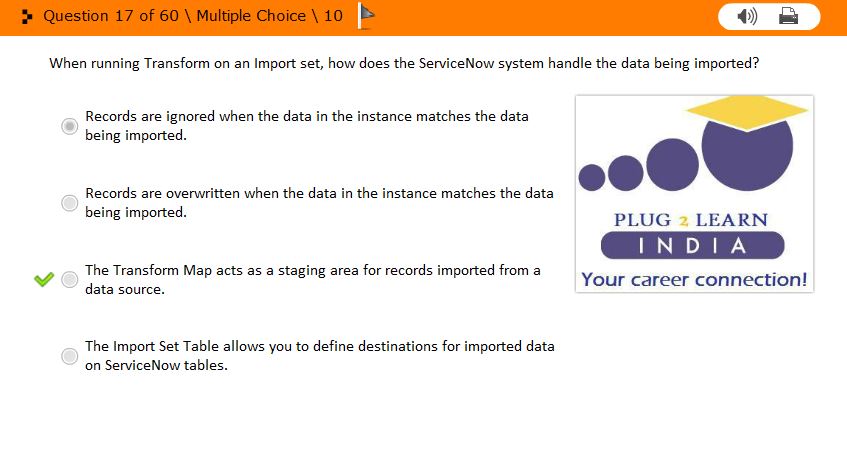 Question 17 of 60 \ Multiple Choice \ 10
When running Transform on an Import set, how does the ServiceNow system handle the data being imported?
Records are ignored when the data in the instance matches the data
being imported.
Records are overwritten when the data in the instance matches the data
being imported.
The Transform Map acts as a staging area for records imported from a
data source.
The Import Set Table allows you to define destinations for imported data
on ServiceNow tables.
PLUG 2 LEARN
INDIA
Your career connection!